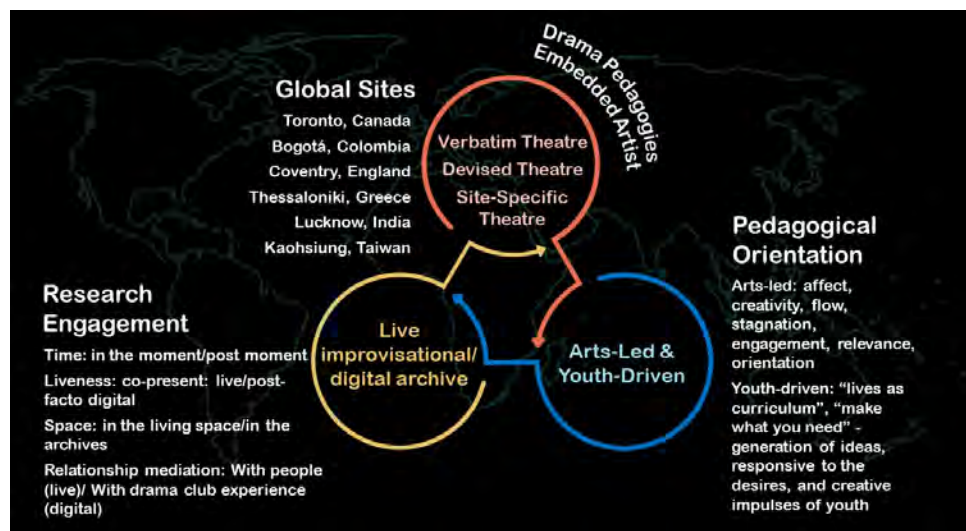 Drama Pedagogies
Embedded Artist
Global Sites
Toronto, Canada
Bogotá, Colombia
Coventry, England
Thessaloniki, Greece
Lucknow, India
Kaohsiung, Taiwan
Verbatim Theatre
Devised Theatre
Site-Specific
Theatre
Pedagogical
Orientation
Arts-led: affect,
creativity, flow,
stagnation,
engagement, relevance,
orientation
Youth-driven: “lives as
curriculum”, “make
what you need” -
generation of ideas,
responsive to the
desires, and creative
impulses of youth
Research
Engagement
Time: in the moment/post moment
Liveness: co-present: live/post-
facto digital
Space: in the living space/in the
archives
Relationship mediation: With people
(live)/ With drama club experience
(digital)
Live
improvisational/
digital archive
Arts-Led &
Youth-Driven